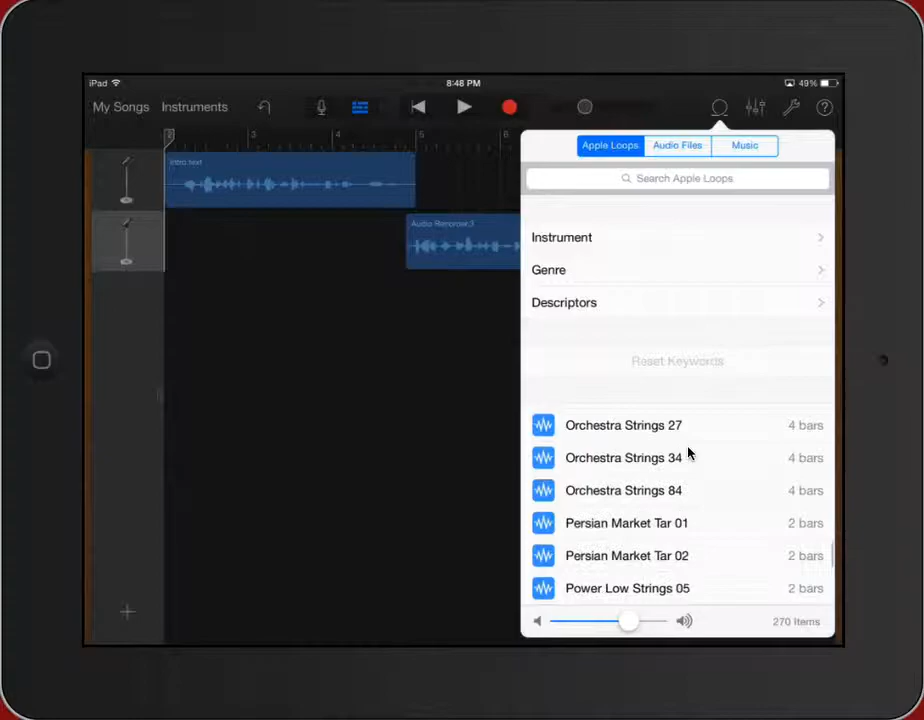 iPad 8:48 PM 49%
My Songs Instruments
2 3 4 5 6
Apple Loops Audio Files Music
Search Apple Loops
Intro text
Audio Recorder3
Instrument
Genre
Descriptors
Reset Keywords
Orchestra Strings 27 4 bars
Orchestra Strings 34 4 bars
Orchestra Strings 84 4 bars
Persian Market Tar 01 2 bars
Persian Market Tar 02 2 bars
Power Low Strings 05 2 bars
270 items